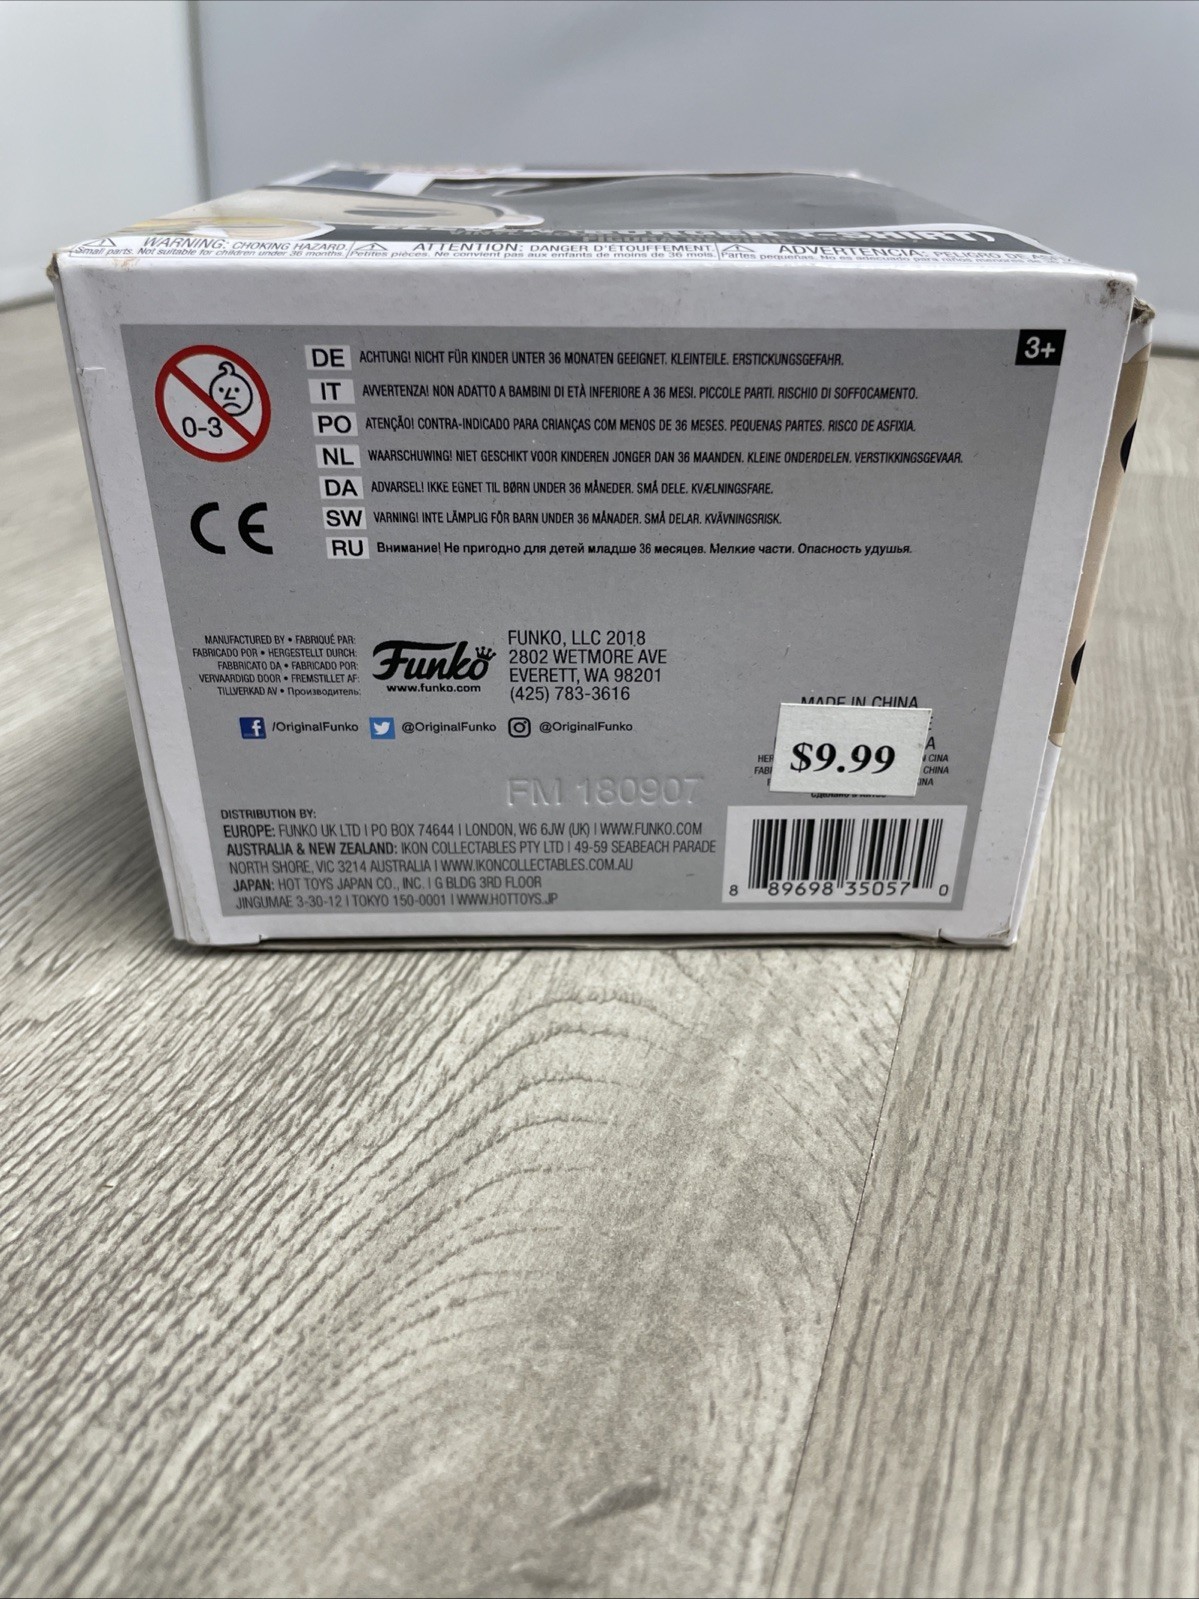 BURGER T-SHIRT)
WARNING: CHOKING HAZARD.
Small parts. Not suitable for children under 36 months.
ATTENTION: DANGER D'ÉTOUFFEMENT.
Petites pièces. Ne convient pas aux enfants de moins de 36 mois.
ADVERTENCIA: PELIGRO DE
Partes pequeñas. No es adecuado para niños menores de
3+
0-3
DE ACHTUNG! NICHT FÜR KINDER UNTER 36 MONATEN GEEIGNET. KLEINTEILE. ERSTICKUNGSGEFAHR.
IT AVVERTENZA! NON ADATTO A BAMBINI DI ETÀ INFERIORE A 36 MESI. PICCOLE PARTI. RISCHIO DI SOFFOCAMENTO.
PO ATENÇÃO! CONTRA-INDICADO PARA CRIANÇAS COM MENOS DE 36 MESES. PEQUENAS PARTES. RISCO DE ASFIXIA.
NL WAARSCHUWING! NIET GESCHIKT VOOR KINDEREN JONGER DAN 36 MAANDEN. KLEINE ONDERDELEN. VERSTIKKINGSGEVAAR.
DA ADVARSEL! IKKE EGNET TIL BØRN UNDER 36 MÅNEDER. SMÅ DELE. KVÆLNINGSFARE.
SW VARNING! INTE LÄMPLIG FÖR BARN UNDER 36 MÅNADER. SMÅ DELAR. KVÄVNINGSRISK.
RU Внимание! Не пригодно для детей младше 36 месяцев. Мелкие части. Опасность удушья.
CE
MANUFACTURED BY • FABRIQUÉ PAR:
FABRICADO POR • HERGESTELLT DURCH:
FABBRICATO DA • FABRICADO POR:
VERVAARDIGD DOOR • FREMSTILLET AF:
TILLVERKAD AV • Производитель:
Funko
www.funko.com
FUNKO, LLC 2018
2802 WETMORE AVE
EVERETT, WA 98201
(425) 783-3616
/OriginalFunko @OriginalFunko @OriginalFunko
MADE IN CHINA
$9.99
CHINA
FM 180907
DISTRIBUTION BY:
EUROPE: FUNKO UK LTD | PO BOX 74644 | LONDON, W6 6JW (UK) | WWW.FUNKO.COM
AUSTRALIA & NEW ZEALAND: IKON COLLECTABLES PTY LTD | 49-59 SEABEACH PARADE
NORTH SHORE, VIC 3214 AUSTRALIA | WWW.IKONCOLLECTABLES.COM.AU
JAPAN: HOT TOYS JAPAN CO., INC. | G BLDG 3RD FLOOR
JINGUMAE 3-30-12 | TOKYO 150-0001 | WWW.HOTTOYS.JP
8 89698 35057 0